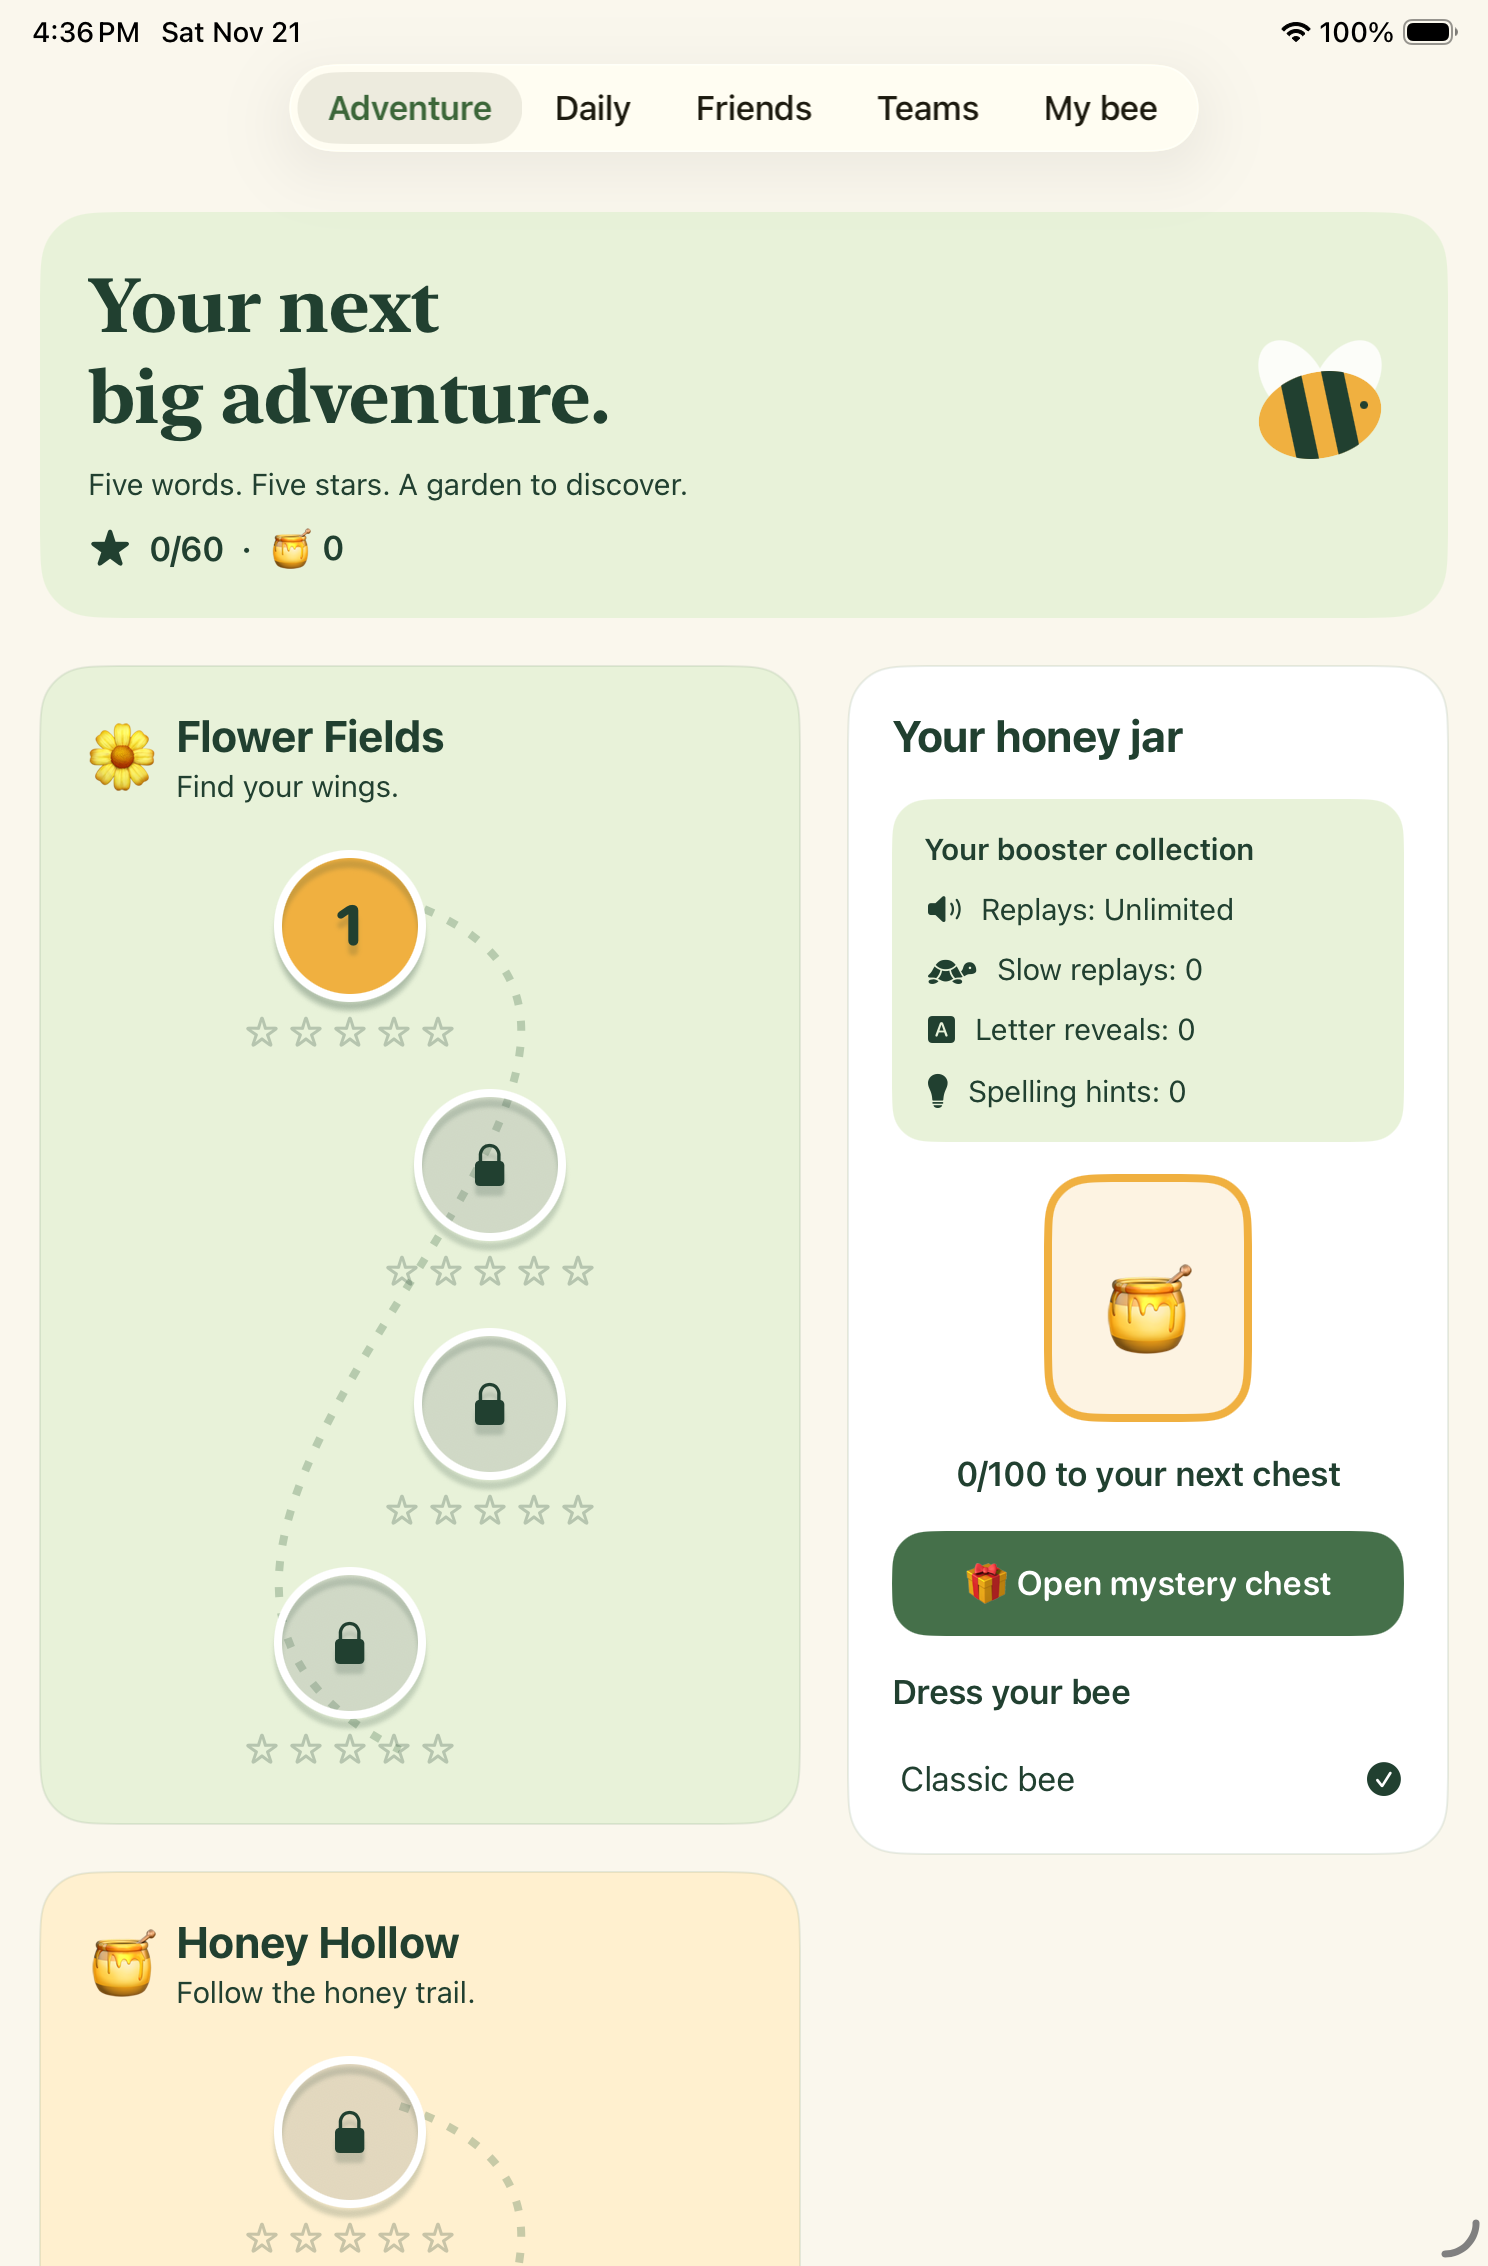 4:36 PM Sat Nov 21
100%
Adventure
Daily
Friends
Teams
My bee
Your next
big adventure.
Five words. Five stars. A garden to discover.
0/60 · 0
Flower Fields
Find your wings.
1
Your honey jar
Your booster collection
Replays: Unlimited
Slow replays: 0
A Letter reveals: 0
Spelling hints: 0
0/100 to your next chest
Open mystery chest
Dress your bee
Classic bee
Honey Hollow
Follow the honey trail.